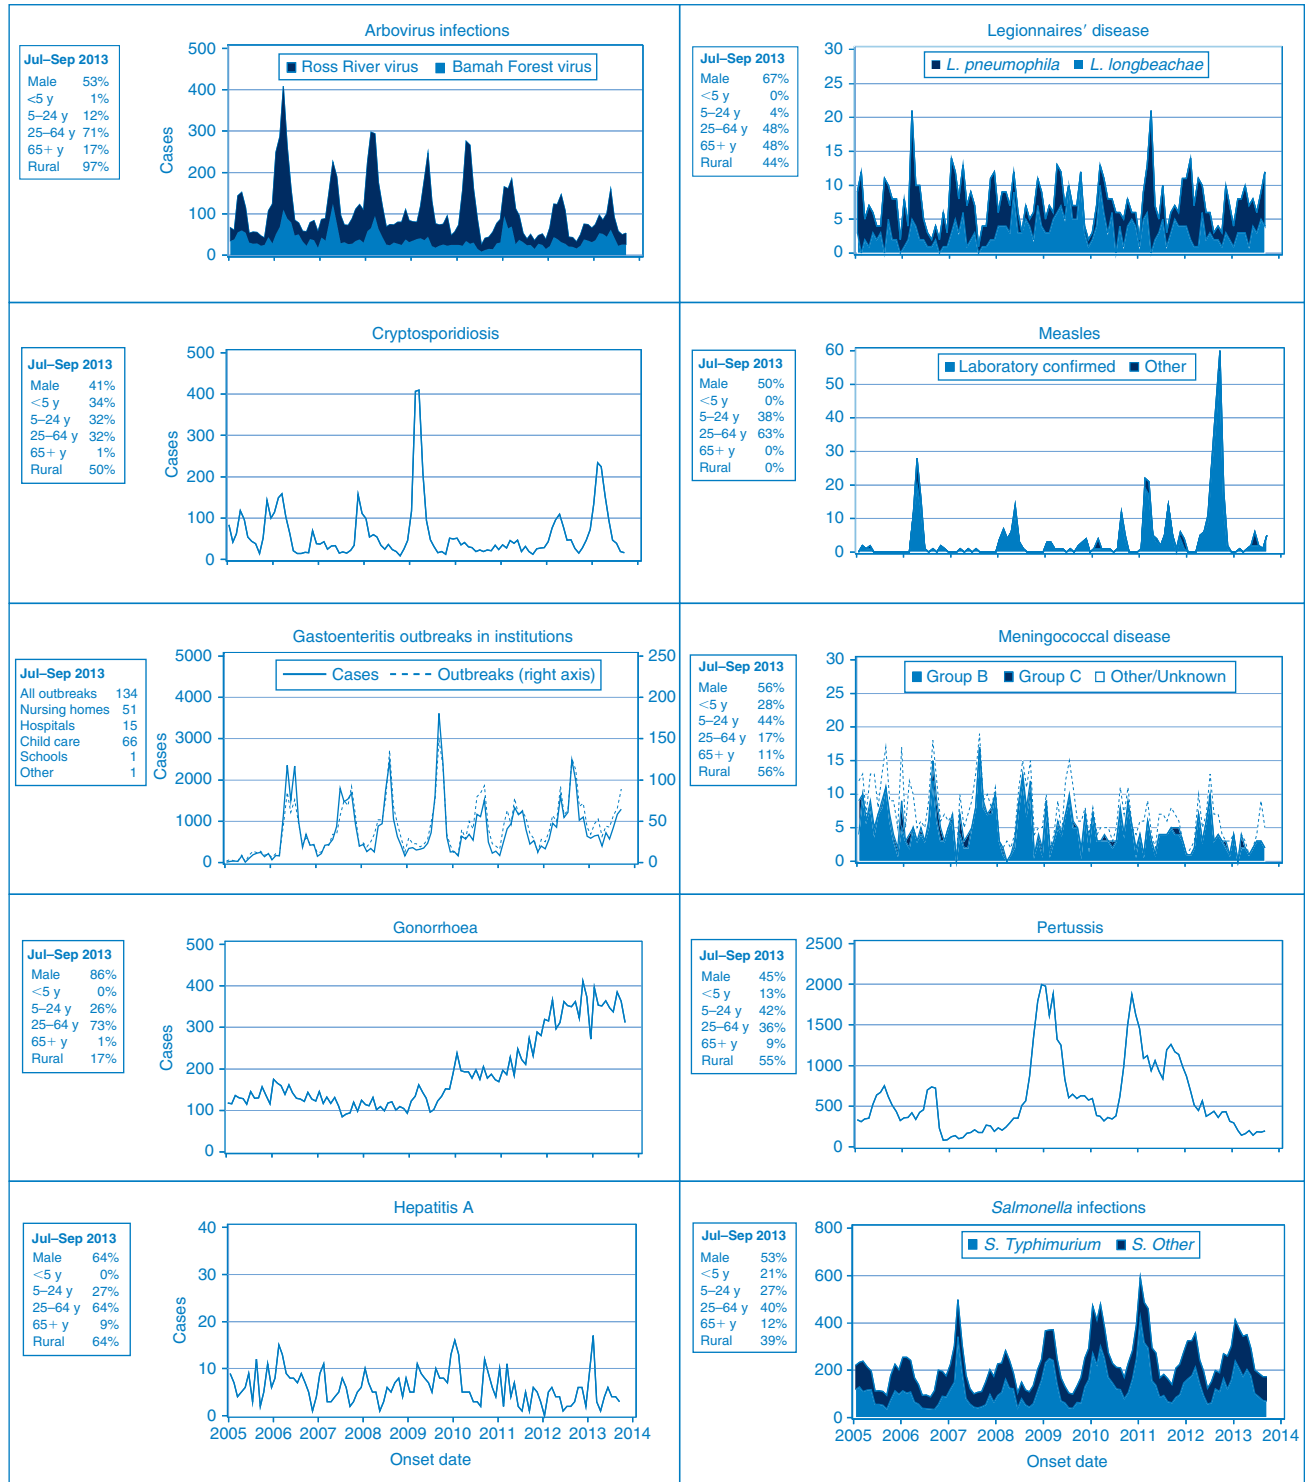 Arbovirus infections
Jul–Sep 2013
Male 53%
<5 y 1%
5–24 y 12%
25–64 y 71%
65+ y 17%
Rural 97%
Cases
500
400
300
200
100
0
Ross River virus Bamah Forest virus
Legionnaires' disease
Jul–Sep 2013
Male 67%
<5 y 0%
5–24 y 4%
25–64 y 48%
65+ y 48%
Rural 44%
30
25
20
15
10
5
0
L. pneumophila L. longbeachae
Cryptosporidiosis
Jul–Sep 2013
Male 41%
<5 y 34%
5–24 y 32%
25–64 y 32%
65+ y 1%
Rural 50%
Cases
500
400
300
200
100
0
Measles
Jul–Sep 2013
Male 50%
<5 y 0%
5–24 y 38%
25–64 y 63%
65+ y 0%
Rural 0%
60
50
40
30
20
10
0
Laboratory confirmed Other
Gastoenteritis outbreaks in institutions
Jul–Sep 2013
All outbreaks 134
Nursing homes 51
Hospitals 15
Child care 66
Schools 1
Other 1
Cases
5000
4000
3000
2000
1000
0
Cases Outbreaks (right axis)
250
200
150
100
50
0
Meningococcal disease
Jul–Sep 2013
Male 56%
<5 y 28%
5–24 y 44%
25–64 y 17%
65+ y 11%
Rural 56%
30
25
20
15
10
5
0
Group B Group C Other/Unknown
Gonorrhoea
Jul–Sep 2013
Male 86%
<5 y 0%
5–24 y 26%
25–64 y 73%
65+ y 1%
Rural 17%
Cases
500
400
300
200
100
0
Pertussis
Jul–Sep 2013
Male 45%
<5 y 13%
5–24 y 42%
25–64 y 36%
65+ y 9%
Rural 55%
2500
2000
1500
1000
500
0
Hepatitis A
Jul–Sep 2013
Male 64%
<5 y 0%
5–24 y 27%
25–64 y 64%
65+ y 9%
Rural 64%
Cases
40
30
20
10
0
2005 2006 2007 2008 2009 2010 2011 2012 2013 2014
Onset date
Salmonella infections
Jul–Sep 2013
Male 53%
<5 y 21%
5–24 y 27%
25–64 y 40%
65+ y 12%
Rural 39%
800
600
400
200
0
S. Typhimurium S. Other
2005 2006 2007 2008 2009 2010 2011 2012 2013 2014
Onset date